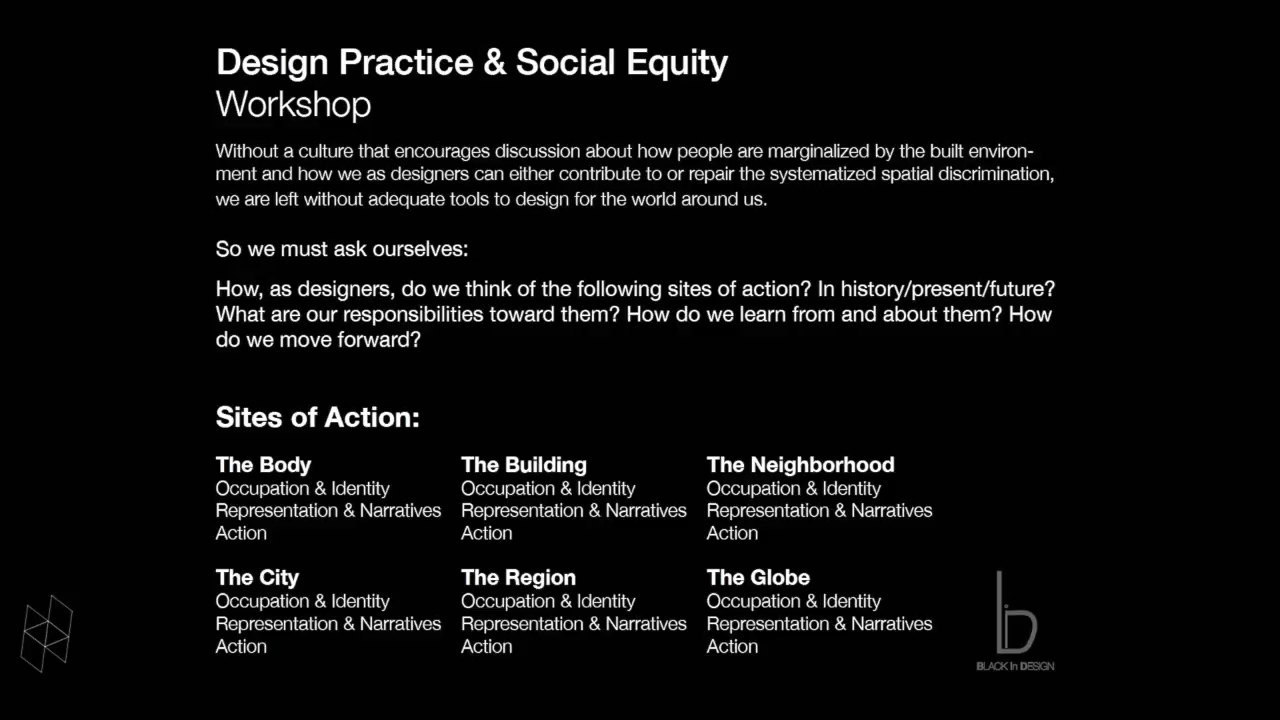 Design Practice & Social Equity
Workshop
Without a culture that encourages discussion about how people are marginalized by the built environ-
ment and how we as designers can either contribute to or repair the systematized spatial discrimination,
we are left without adequate tools to design for the world around us.
So we must ask ourselves:
How, as designers, do we think of the following sites of action? In history/present/future?
What are our responsibilities toward them? How do we learn from and about them? How
do we move forward?
Sites of Action:
The Body
Occupation & Identity
Representation & Narratives
Action
The Building
Occupation & Identity
Representation & Narratives
Action
The Neighborhood
Occupation & Identity
Representation & Narratives
Action
The City
Occupation & Identity
Representation & Narratives
Action
The Region
Occupation & Identity
Representation & Narratives
Action
The Globe
Occupation & Identity
Representation & Narratives
Action
biD
BLACK In DESIGN